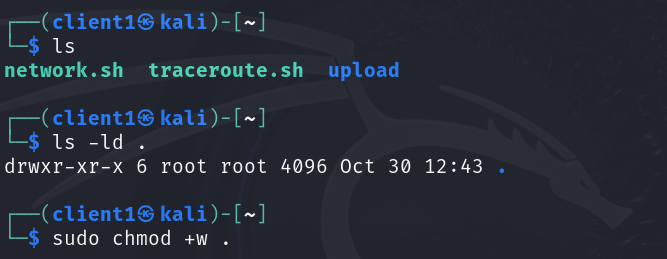 ┌──(client1㉿kali)-[~]
└─$ ls
network.sh  traceroute.sh  upload
┌──(client1㉿kali)-[~]
└─$ ls -ld .
drwxr-xr-x 6 root root 4096 Oct 30 12:43 .
┌──(client1㉿kali)-[~]
└─$ sudo chmod +w .